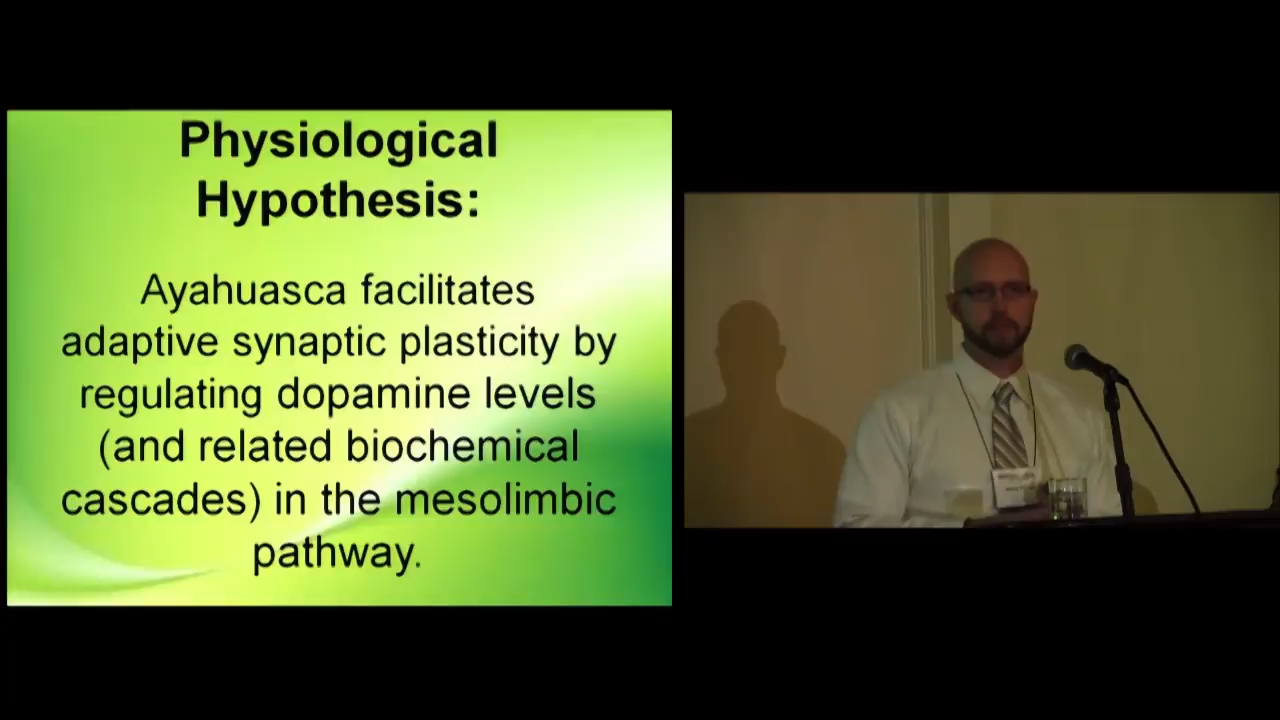 Physiological
Hypothesis:
Ayahuasca facilitates
adaptive synaptic plasticity by
regulating dopamine levels
(and related biochemical
cascades) in the mesolimbic
pathway.